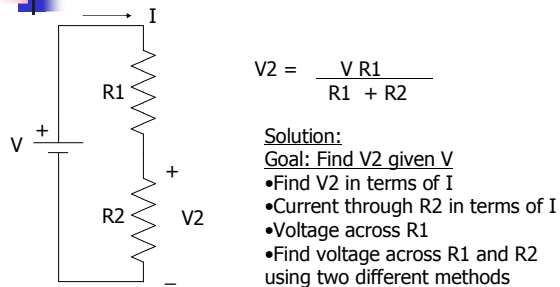 I
R1
+
V
+
R2
V2
–
V2 = V R1
R1 + R2
Solution:
Goal: Find V2 given V
•Find V2 in terms of I
•Current through R2 in terms of I
•Voltage across R1
•Find voltage across R1 and R2
using two different methods